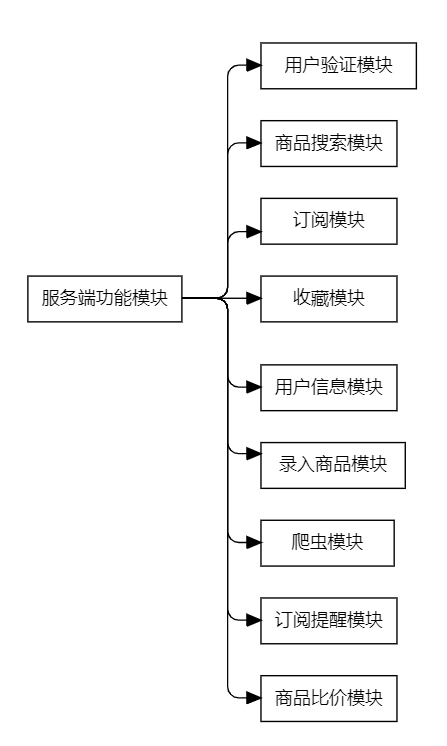 用户验证模块
商品搜索模块
订阅模块
服务端功能模块
收藏模块
用户信息模块
录入商品模块
爬虫模块
订阅提醒模块
商品比价模块